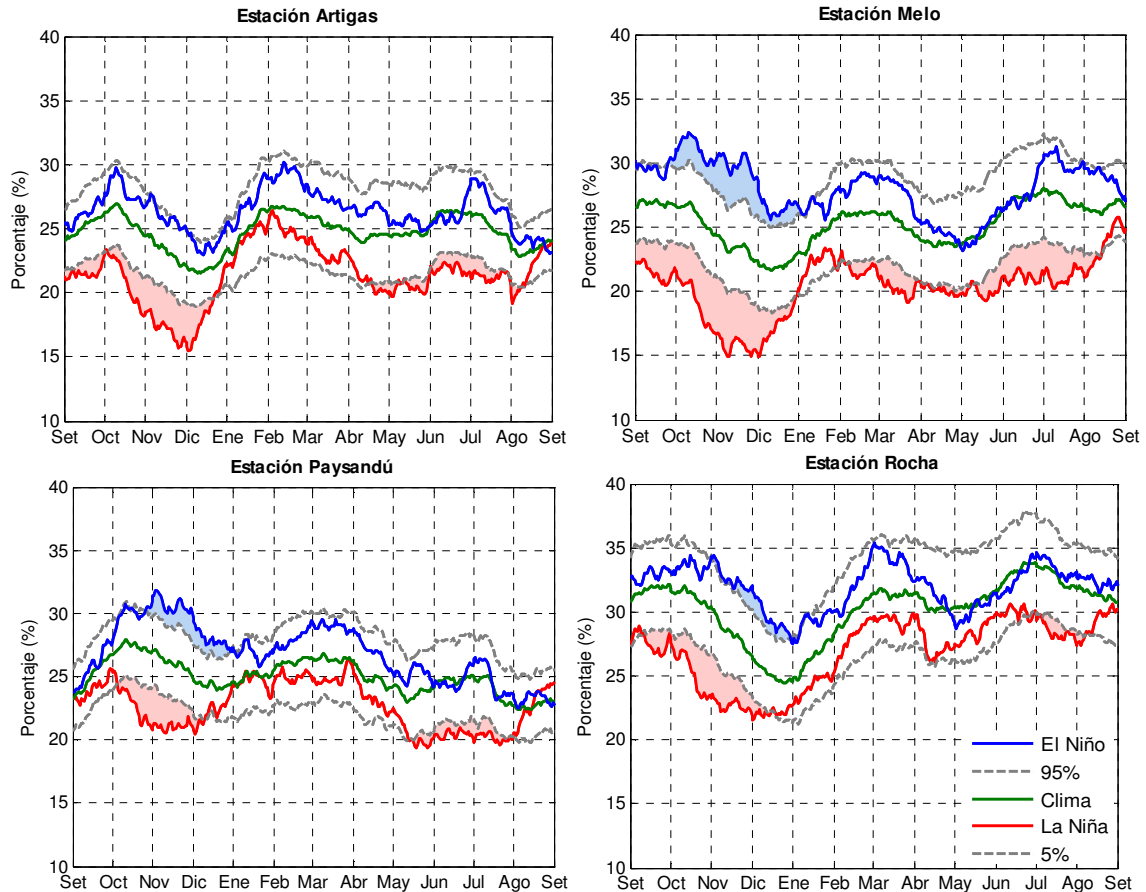 Estación Artigas
Porcentaje (%)
40
35
30
25
20
15
10
Set Oct Nov Dic Ene Feb Mar Abr May Jun Jul Ago Set
Estación Melo
Porcentaje (%)
40
35
30
25
20
15
10
Set Oct Nov Dic Ene Feb Mar Abr May Jun Jul Ago Set
Estación Paysandú
Porcentaje (%)
40
35
30
25
20
15
10
Set Oct Nov Dic Ene Feb Mar Abr May Jun Jul Ago Set
Estación Rocha
Porcentaje (%)
40
35
30
25
20
15
10
Set Oct Nov Dic Ene Feb Mar Abr May Jun Jul Ago Set
El Niño
95%
Clima
La Niña
5%